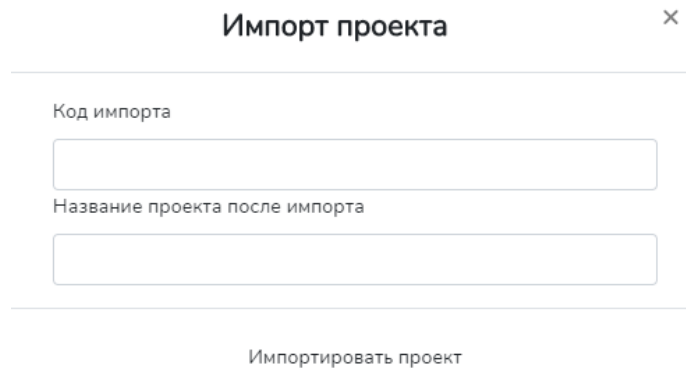 Импорт проекта
×
Код импорта
Название проекта после импорта
Импортировать проект